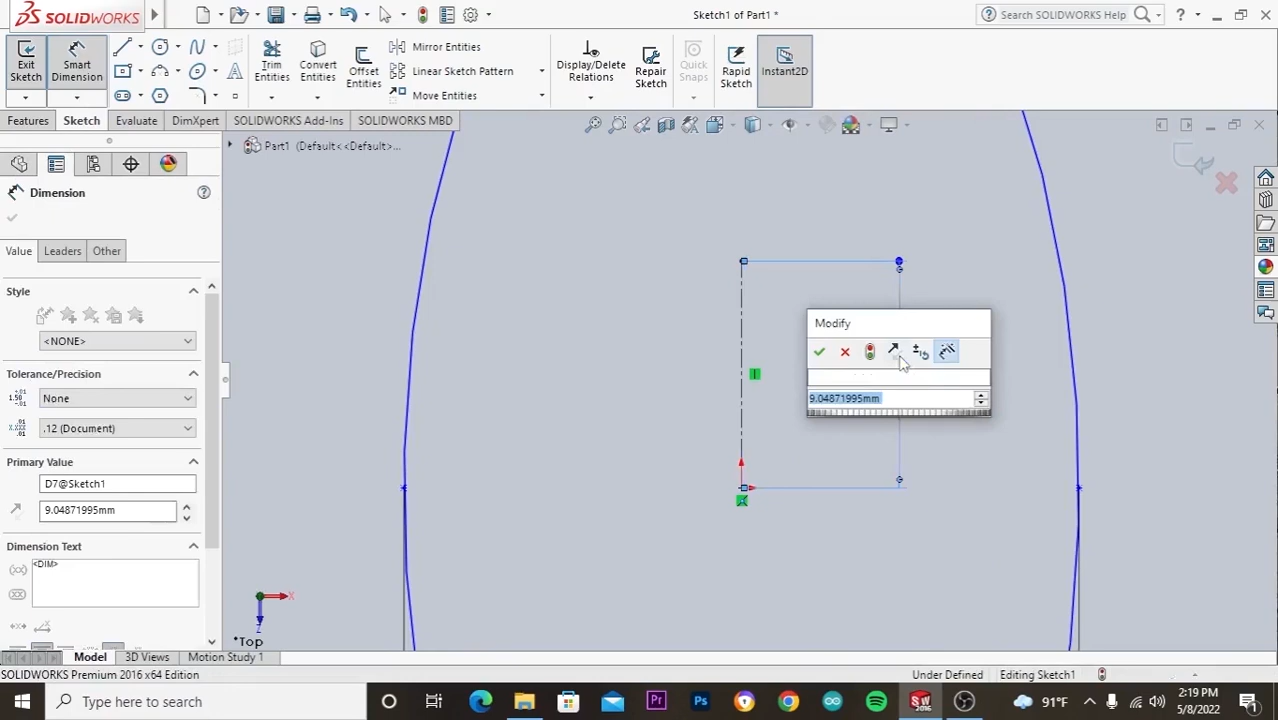 SOLIDWORKS
Sketch1 of Part1 *
Search SOLIDWORKS Help
?
Exit Sketch
Smart Dimension
Trim Entities
Convert Entities
Offset Entities
Mirror Entities
Linear Sketch Pattern
Move Entities
Display/Delete Relations
Repair Sketch
Quick Snaps
Rapid Sketch
Instant2D
Features
Sketch
Evaluate
DimXpert
SOLIDWORKS Add-Ins
SOLIDWORKS MBD
Part1 (Default<<Default>...
Dimension
Value
Leaders
Other
Style
<NONE>
Tolerance/Precision
None
.12 (Document)
Primary Value
D7@Sketch1
9.04871995mm
Dimension Text
<DIM>
Modify
9.04871995mm
X
Z
*Top
Model
3D Views
Motion Study 1
SOLIDWORKS Premium 2016 x64 Edition
Under Defined
Editing Sketch1
Type here to search
91°F
2:19 PM
5/8/2022